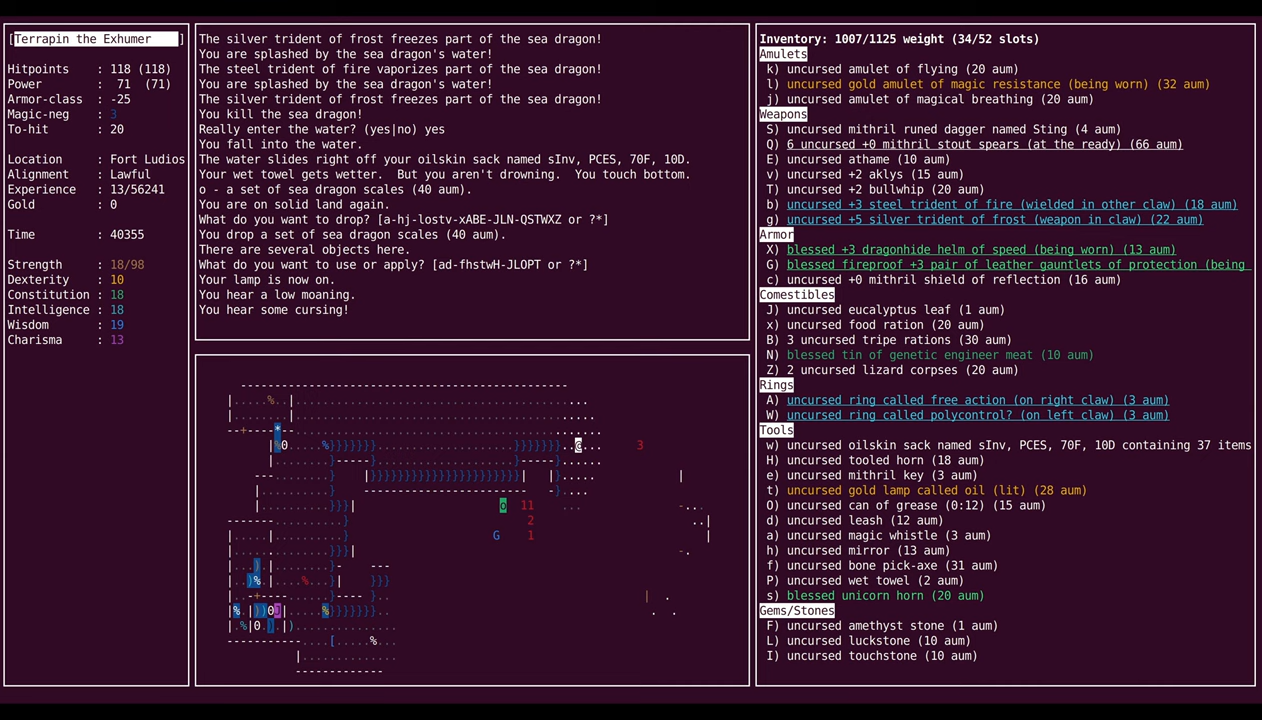 [Terrapin the Exhumer ]
Hitpoints : 118 (118)
Power : 71 (71)
Armor-class : -25
Magic-neg : 3
To-hit : 20
Location : Fort Ludios
Alignment : Lawful
Experience : 13/56241
Gold : 0
Time : 40355
Strength : 18/98
Dexterity : 10
Constitution : 18
Intelligence : 18
Wisdom : 19
Charisma : 13
The silver trident of frost freezes part of the sea dragon!
You are splashed by the sea dragon's water!
The steel trident of fire vaporizes part of the sea dragon!
You are splashed by the sea dragon's water!
The silver trident of frost freezes part of the sea dragon!
You kill the sea dragon!
Really enter the water? (yes|no) yes
You fall into the water.
The water slides right off your oilskin sack named sInv, PCES, 70F, 10D.
Your wet towel gets wetter.  But you aren't drowning.  You touch bottom.
o - a set of sea dragon scales (40 aum).
You are on solid land again.
What do you want to drop? [a-hj-lostv-xABE-JLN-QSTWXZ or ?*]
You drop a set of sea dragon scales (40 aum).
There are several objects here.
What do you want to use or apply? [ad-fhstwH-JLOPT or ?*]
Your lamp is now on.
You hear a low moaning.
You hear some cursing!
Inventory: 1007/1125 weight (34/52 slots)
Amulets
k) uncursed amulet of flying (20 aum)
l) uncursed gold amulet of magic resistance (being worn) (32 aum)
j) uncursed amulet of magical breathing (20 aum)
Weapons
S) uncursed mithril runed dagger named Sting (4 aum)
Q) 6 uncursed +0 mithril stout spears (at the ready) (66 aum)
E) uncursed athame (10 aum)
v) uncursed +2 aklys (15 aum)
T) uncursed +2 bullwhip (20 aum)
b) uncursed +3 steel trident of fire (wielded in other claw) (18 aum)
g) uncursed +5 silver trident of frost (weapon in claw) (22 aum)
Armor
X) blessed +3 dragonhide helm of speed (being worn) (13 aum)
G) blessed fireproof +3 pair of leather gauntlets of protection (being
c) uncursed +0 mithril shield of reflection (16 aum)
Comestibles
J) uncursed eucalyptus leaf (1 aum)
x) uncursed food ration (20 aum)
B) 3 uncursed tripe rations (30 aum)
N) blessed tin of genetic engineer meat (10 aum)
Z) 2 uncursed lizard corpses (20 aum)
Rings
A) uncursed ring called free action (on right claw) (3 aum)
W) uncursed ring called polycontrol? (on left claw) (3 aum)
Tools
w) uncursed oilskin sack named sInv, PCES, 70F, 10D containing 37 items
H) tooled horn (18 aum)
e) mithril key (3 aum)
t) uncursed gold lamp called oil (lit) (28 aum)
O) can of grease (0:12) (15 aum)
d) leash (12 aum)
a) magic whistle (3 aum)
h) mirror (13 aum)
f) uncursed bone pick-axe (31 aum)
P) wet towel (2 aum)
s) blessed unicorn horn (20 aum)
Gems/Stones
F) uncursed amethyst stone (1 aum)
L) uncursed luckstone (10 aum)
I) uncursed touchstone (10 aum)